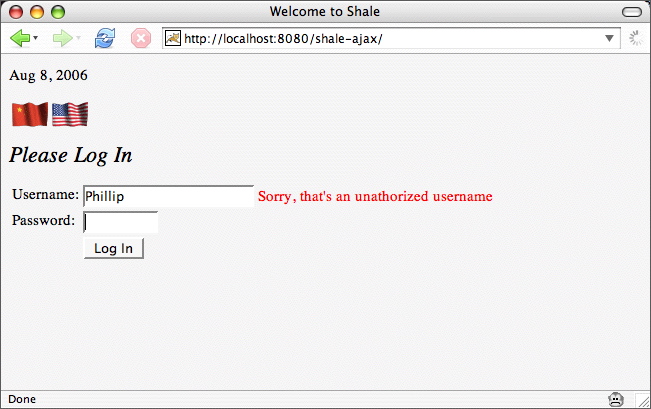 Welcome to Shale
http://localhost:8080/shale-ajax/
Aug 8, 2006
Please Log In
Username: Phillip Sorry, that's an unathorized username
Password:
Log In
Done